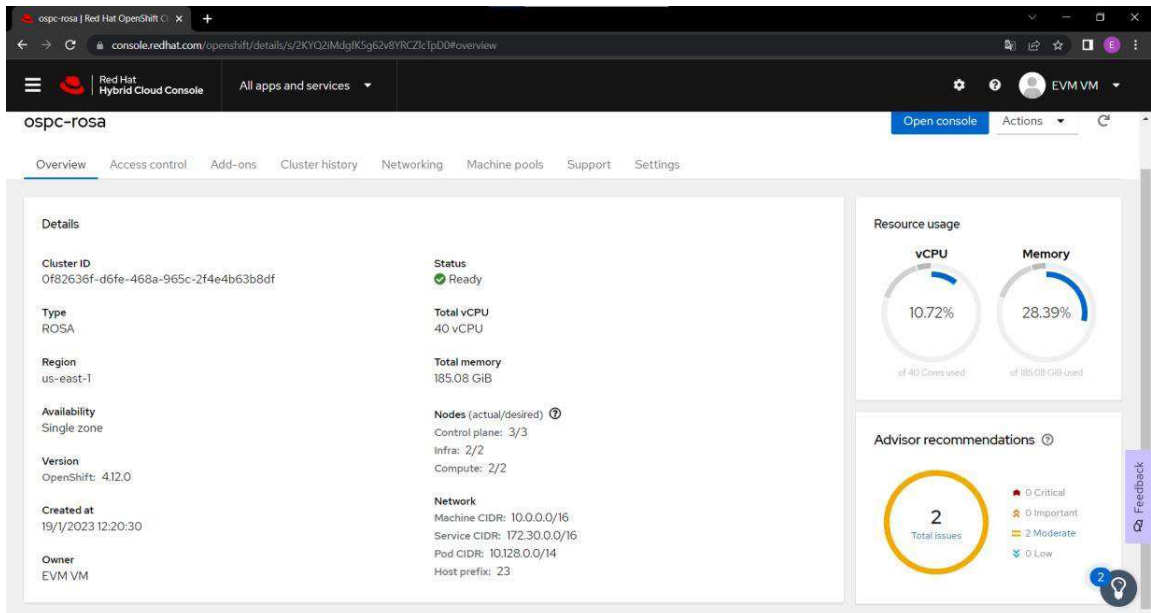 ospc-rosa | Red Hat OpenShift C
console.redhat.com/openshift/details/s/2KYQ2iMdgfK5g62v8YRCZlcTpD0#overview
E
Red Hat
Hybrid Cloud Console
All apps and services
EVM VM
ospc-rosa
Open console
Actions
Overview Access control Add-ons Cluster history Networking Machine pools Support Settings
Details
Cluster ID
0f82636f-d6fe-468a-965c-2f4e4b63b8df
Type
ROSA
Region
us-east-1
Availability
Single zone
Version
OpenShift: 4.12.0
Created at
19/1/2023 12:20:30
Owner
EVM VM
Status
Ready
Total vCPU
40 vCPU
Total memory
185.08 GiB
Nodes (actual/desired)
Control plane: 3/3
Infra: 2/2
Compute: 2/2
Network
Machine CIDR: 10.0.0.0/16
Service CIDR: 172.30.0.0/16
Pod CIDR: 10.128.0.0/14
Host prefix: 23
Resource usage
vCPU
10.72%
of 40 Cores used
Memory
28.39%
of 185.08 GiB used
Advisor recommendations
2
Total issues
0 Critical
0 Important
2 Moderate
0 Low
Feedback
2